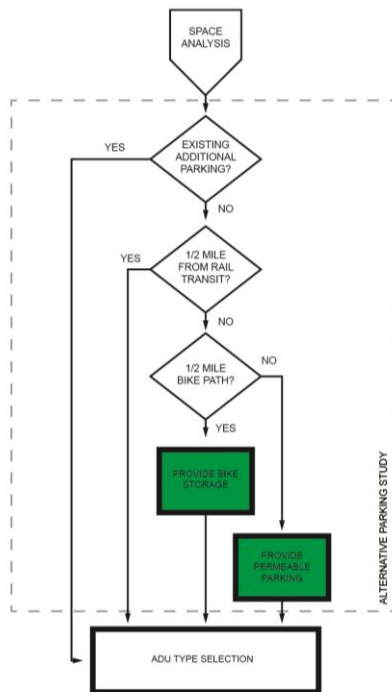 SPACE
ANALYSIS
EXISTING
ADDITIONAL
PARKING?
YES
NO
1/2 MILE
FROM RAIL
TRANSIT?
YES
NO
1/2 MILE
BIKE PATH?
NO
YES
PROVIDE BIKE
STORAGE
PROVIDE
PERMEABLE
PARKING
ALTERNATIVE PARKING STUDY
ADU TYPE SELECTION